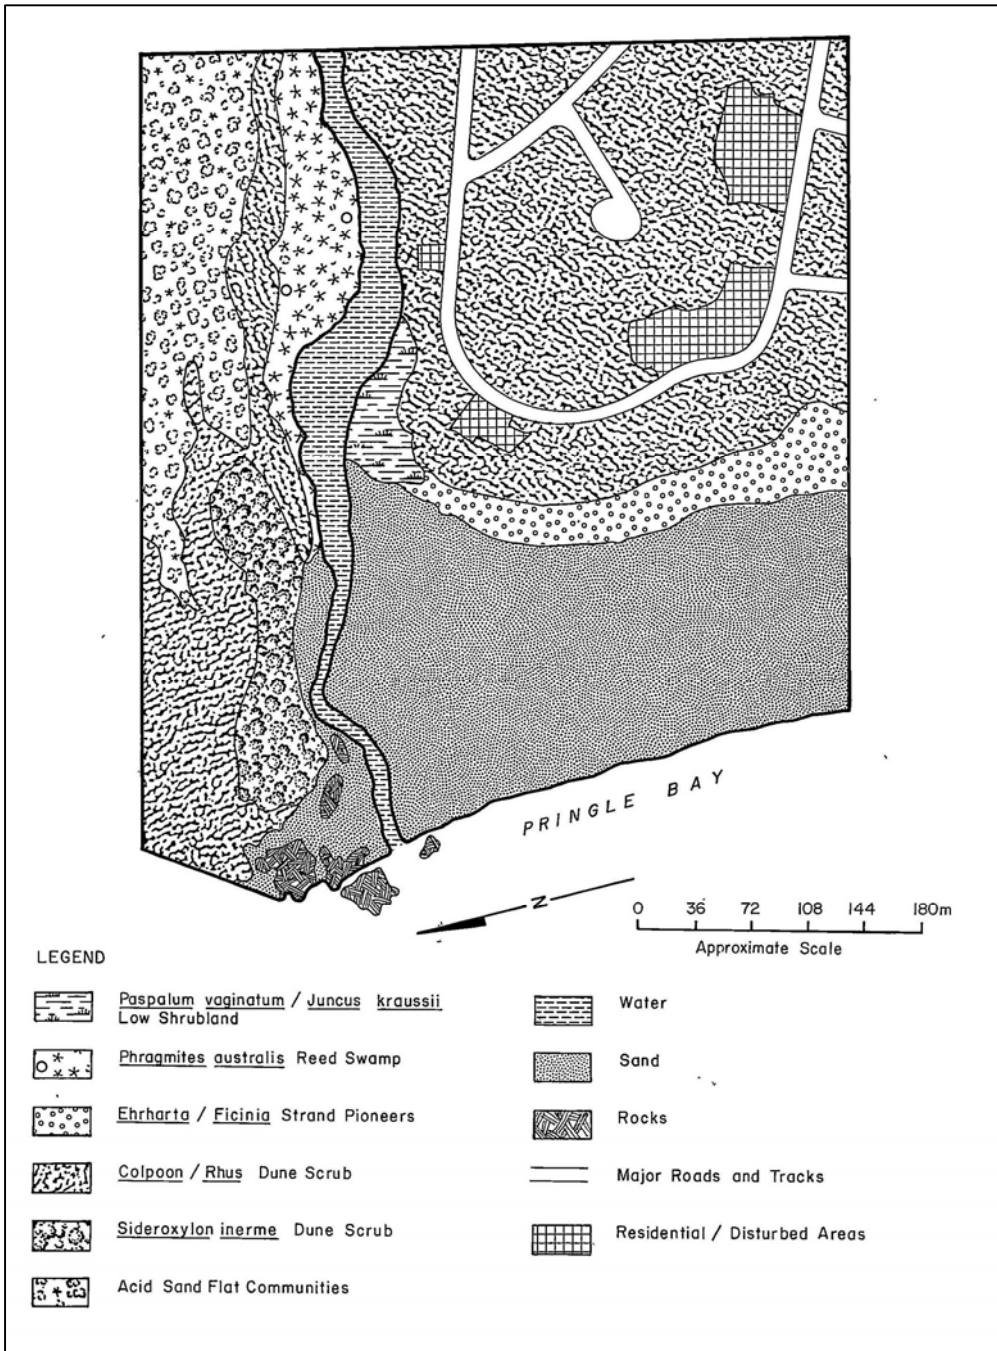 PRINGLE BAY
N
0 36 72 108 144 180m
Approximate Scale
LEGEND
Paspalum vaginatum / Juncus kraussii
Low Shrubland
Phragmites australis Reed Swamp
Ehrharta / Ficinia Strand Pioneers
Colpoon / Rhus Dune Scrub
Sideroxylon inerme Dune Scrub
Acid Sand Flat Communities
Water
Sand
Rocks
Major Roads and Tracks
Residential / Disturbed Areas